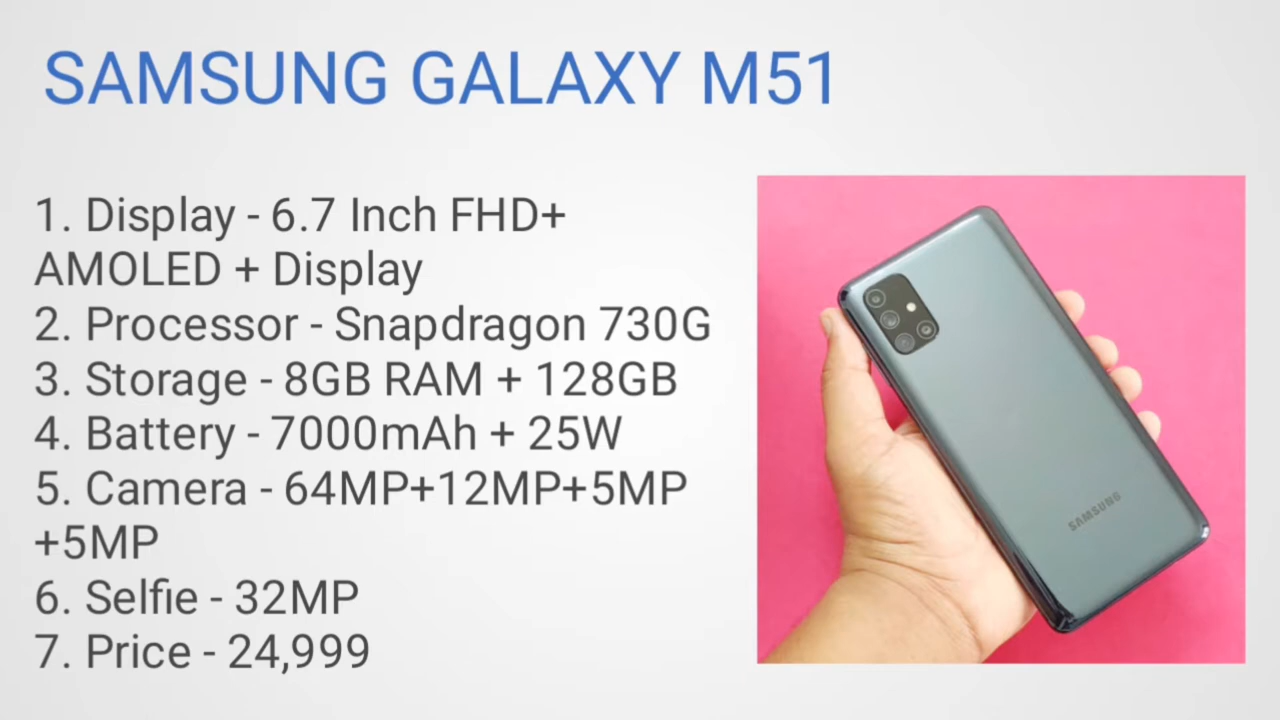 SAMSUNG GALAXY M51
1. Display - 6.7 Inch FHD+
AMOLED + Display
2. Processor - Snapdragon 730G
3. Storage - 8GB RAM + 128GB
4. Battery - 7000mAh + 25W
5. Camera - 64MP+12MP+5MP
+5MP
6. Selfie - 32MP
7. Price - 24,999
SAMSUNG